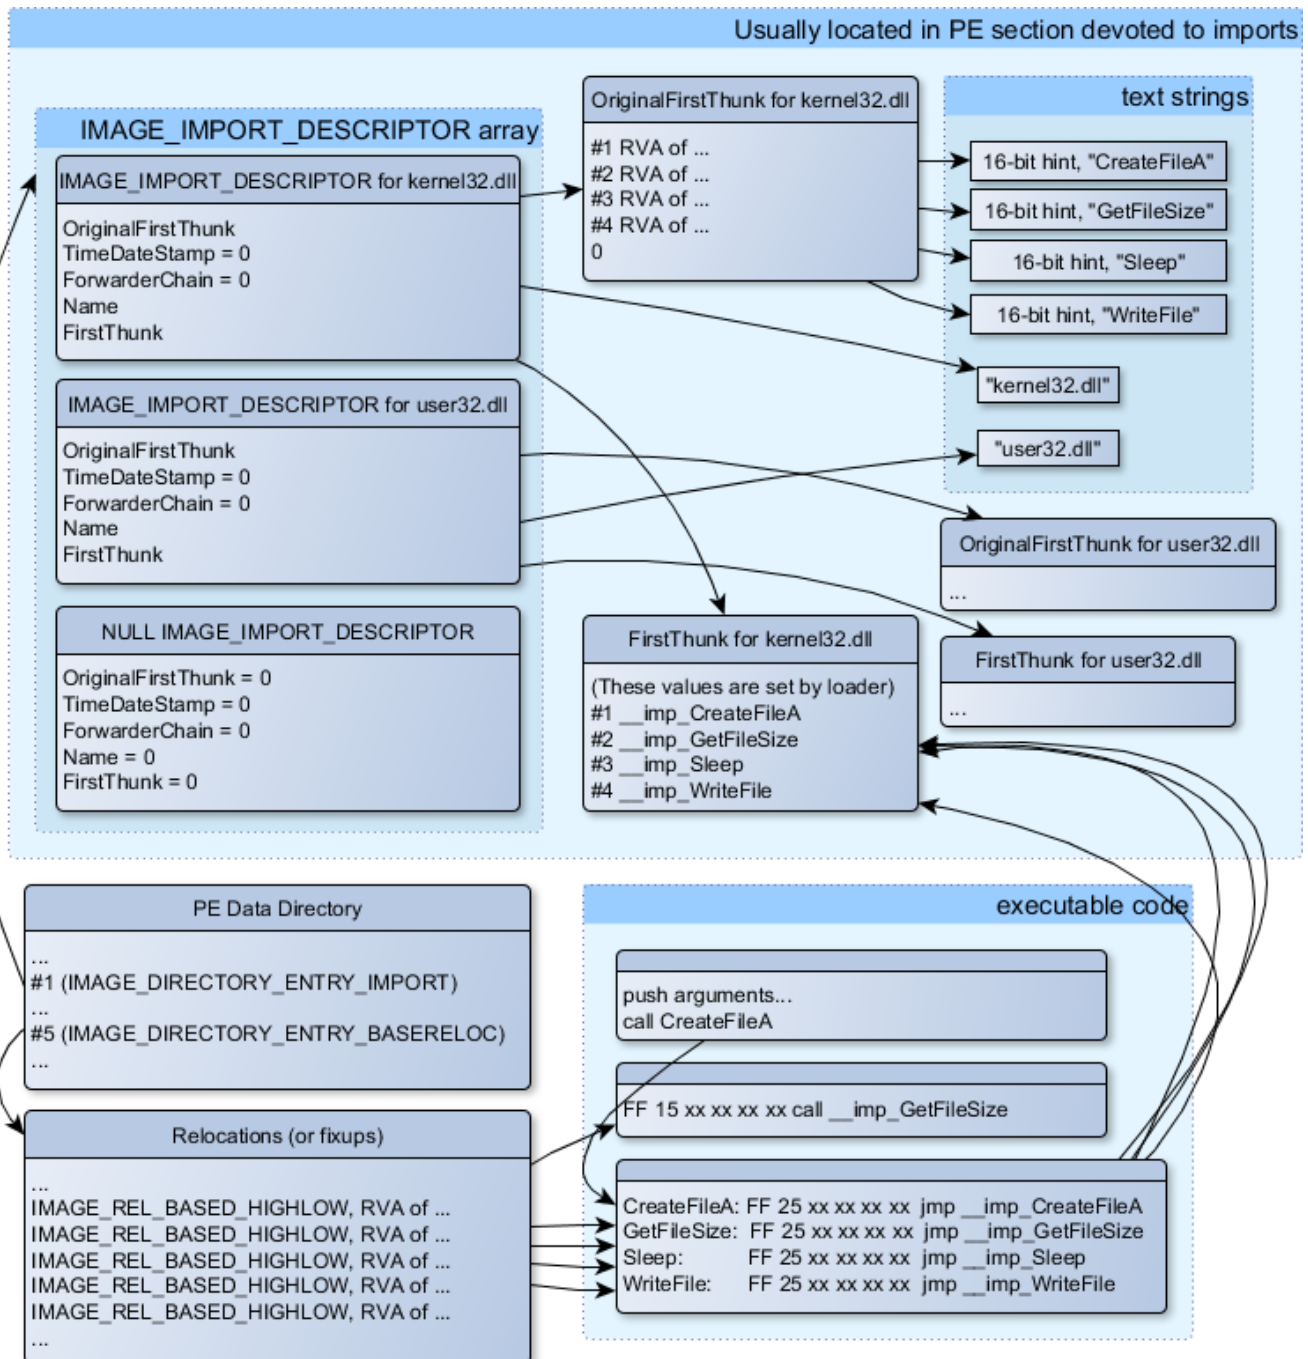 Usually located in PE section devoted to imports
IMAGE_IMPORT_DESCRIPTOR array
IMAGE_IMPORT_DESCRIPTOR for kernel32.dll
OriginalFirstThunk
TimeDateStamp = 0
ForwarderChain = 0
Name
FirstThunk
IMAGE_IMPORT_DESCRIPTOR for user32.dll
OriginalFirstThunk
TimeDateStamp = 0
ForwarderChain = 0
Name
FirstThunk
NULL IMAGE_IMPORT_DESCRIPTOR
OriginalFirstThunk = 0
TimeDateStamp = 0
ForwarderChain = 0
Name = 0
FirstThunk = 0
OriginalFirstThunk for kernel32.dll
#1 RVA of ...
#2 RVA of ...
#3 RVA of ...
#4 RVA of ...
0
text strings
16-bit hint, "CreateFileA"
16-bit hint, "GetFileSize"
16-bit hint, "Sleep"
16-bit hint, "WriteFile"
"kernel32.dll"
"user32.dll"
OriginalFirstThunk for user32.dll
...
FirstThunk for kernel32.dll
(These values are set by loader)
#1 __imp_CreateFileA
#2 __imp_GetFileSize
#3 __imp_Sleep
#4 __imp_WriteFile
FirstThunk for user32.dll
...
PE Data Directory
...
#1 (IMAGE_DIRECTORY_ENTRY_IMPORT)
...
#5 (IMAGE_DIRECTORY_ENTRY_BASERELOC)
...
Relocations (or fixups)
...
IMAGE_REL_BASED_HIGHLOW, RVA of ...
IMAGE_REL_BASED_HIGHLOW, RVA of ...
IMAGE_REL_BASED_HIGHLOW, RVA of ...
IMAGE_REL_BASED_HIGHLOW, RVA of ...
IMAGE_REL_BASED_HIGHLOW, RVA of ...
...
executable code
push arguments...
call CreateFileA
FF 15 xx xx xx xx call __imp_GetFileSize
CreateFileA: FF 25 xx xx xx xx jmp __imp_CreateFileA
GetFileSize: FF 25 xx xx xx xx jmp __imp_GetFileSize
Sleep: FF 25 xx xx xx xx jmp __imp_Sleep
WriteFile: FF 25 xx xx xx xx jmp __imp_WriteFile